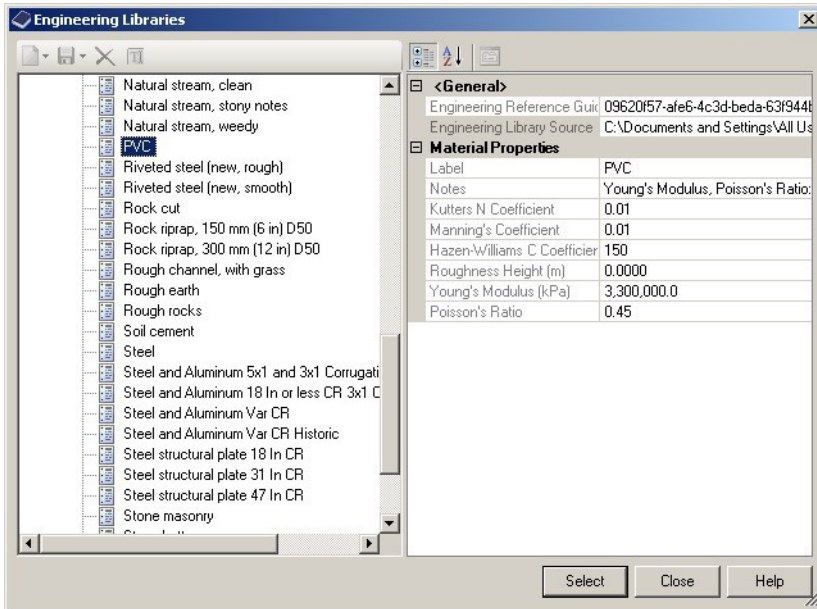 Engineering Libraries
Natural stream, clean
Natural stream, stony notes
Natural stream, weedy
PVC
Riveted steel (new, rough)
Riveted steel (new, smooth)
Rock cut
Rock riprap, 150 mm (6 in) D50
Rock riprap, 300 mm (12 in) D50
Rough channel, with grass
Rough earth
Rough rocks
Soil cement
Steel
Steel and Aluminum 5x1 and 3x1 Corrugati
Steel and Aluminum 18 In or less CR 3x1 C
Steel and Aluminum Var CR
Steel and Aluminum Var CR Historic
Steel structural plate 18 In CR
Steel structural plate 31 In CR
Steel structural plate 47 In CR
Stone masonry
<General>
Engineering Reference Guid 09620f57-afe6-4c3d-beda-63f944b
Engineering Library Source C:\Documents and Settings\All Us
Material Properties
Label PVC
Notes Young's Modulus, Poisson's Ratio:
Kutters N Coefficient 0.01
Manning's Coefficient 0.01
Hazen-Williams C Coefficier 150
Roughness Height (m) 0.0000
Young's Modulus (kPa) 3,300,000.0
Poisson's Ratio 0.45
Select Close Help